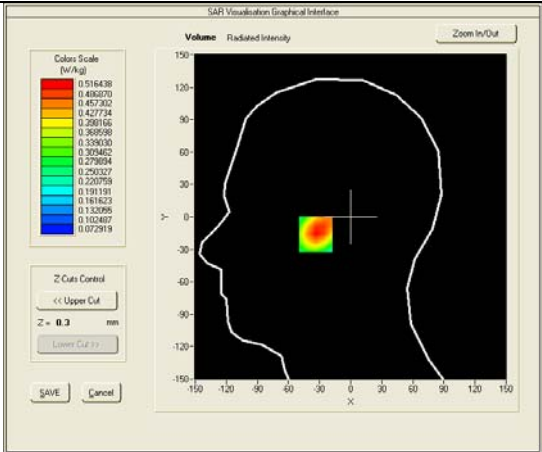 SAR Visualisation Graphical Interface
Volume Radiated Intensity
Zoom In/Out
Colors Scale
(W/kg)
0.516438
0.486870
0.457302
0.427734
0.398166
0.368598
0.339030
0.309462
0.279894
0.250327
0.220759
0.191191
0.161623
0.132055
0.102487
0.072919
Z-Cuts Control
<< Upper Cut
Z = 0.3 mm
Lower Cut >>
SAVE Cancel
150-
120-
90-
60-
30-
0-
-30-
-60-
-90-
-120-
-150-
Y
-150 -120 -90 -60 -30 0 30 60 90 120 150
X